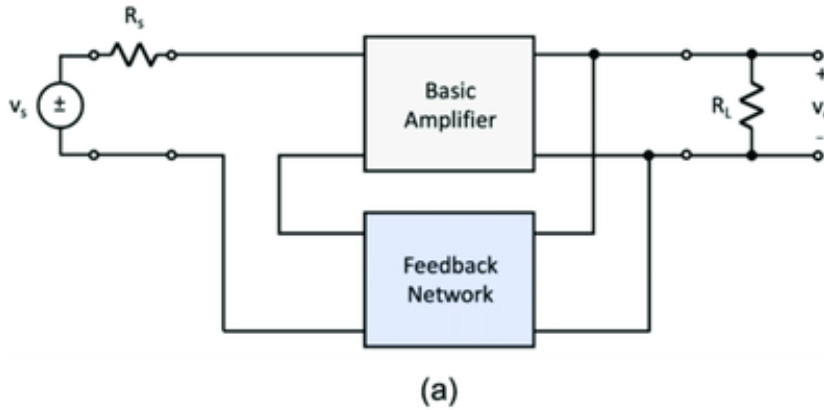 Rs
vs
±
Basic
Amplifier
RL
+
v
-
Feedback
Network
(a)